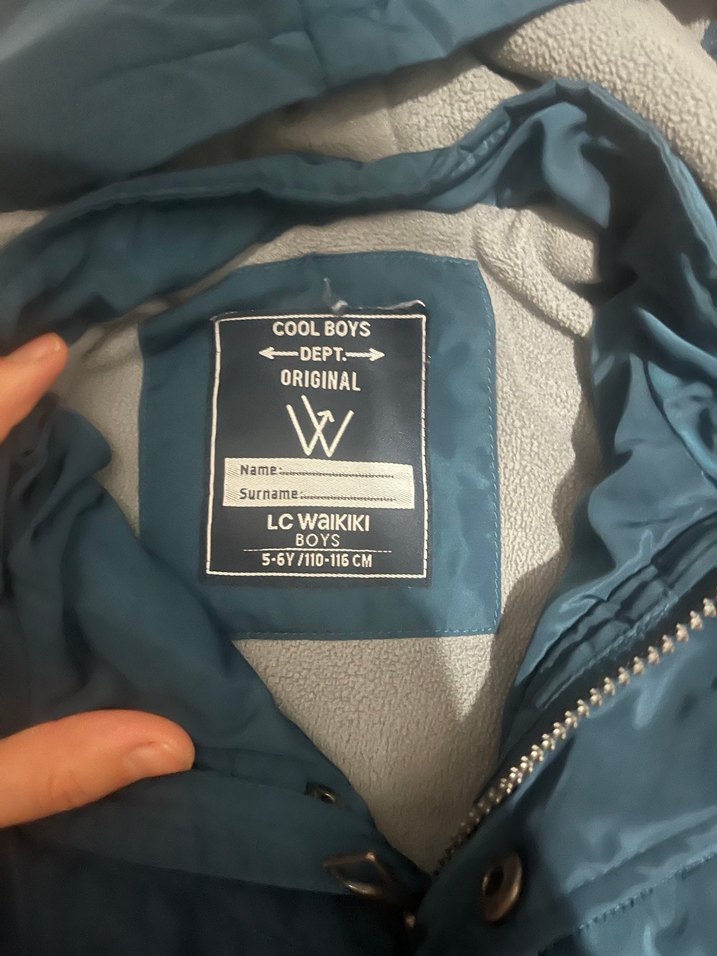 COOL BOYS
DEPT.
ORIGINAL
W
Name:..............................
Surname:.........................
LC WAIKIKI
BOYS
5-6Y /110-116 CM